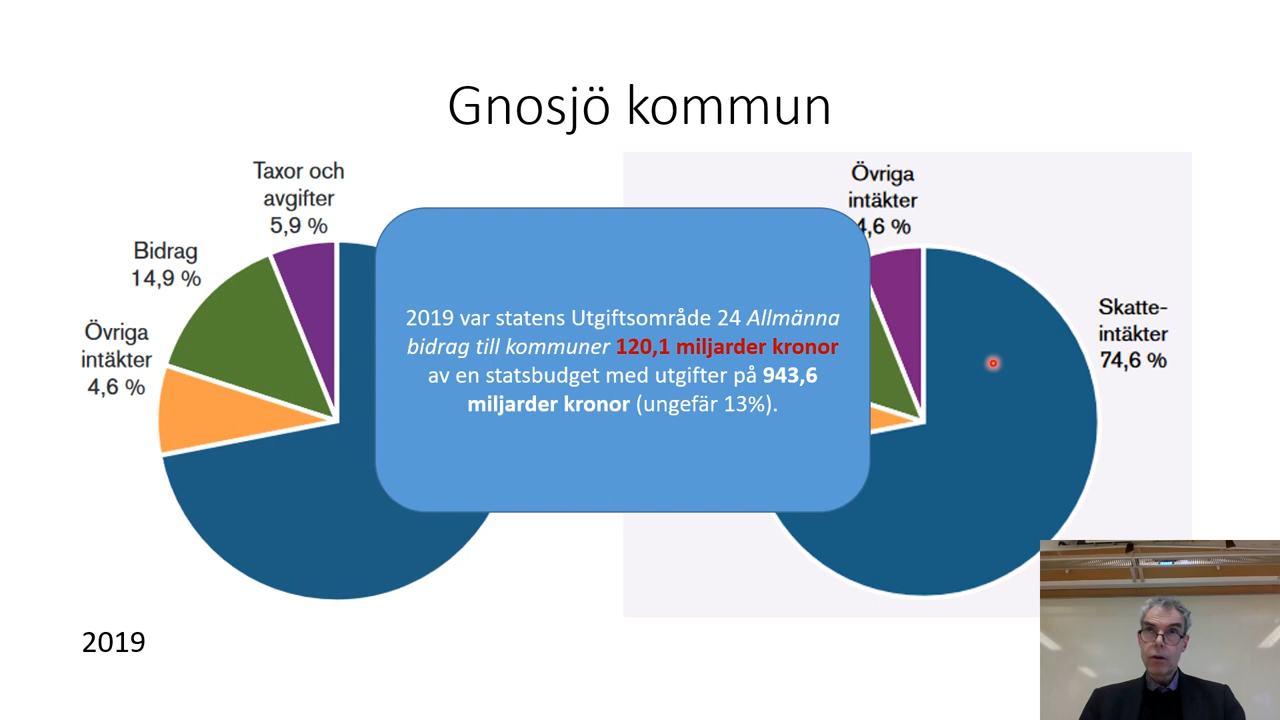 Gnosjö kommun
Taxor och
avgifter
5,9 %
Bidrag
14,9 %
Övriga
intäkter
4,6 %
2019 var statens Utgiftsområde 24 Allmänna
bidrag till kommuner 120,1 miljarder kronor
av en statsbudget med utgifter på 943,6
miljarder kronor (ungefär 13%).
Övriga
intäkter
4,6 %
Skatte-
intäkter
74,6 %
2019